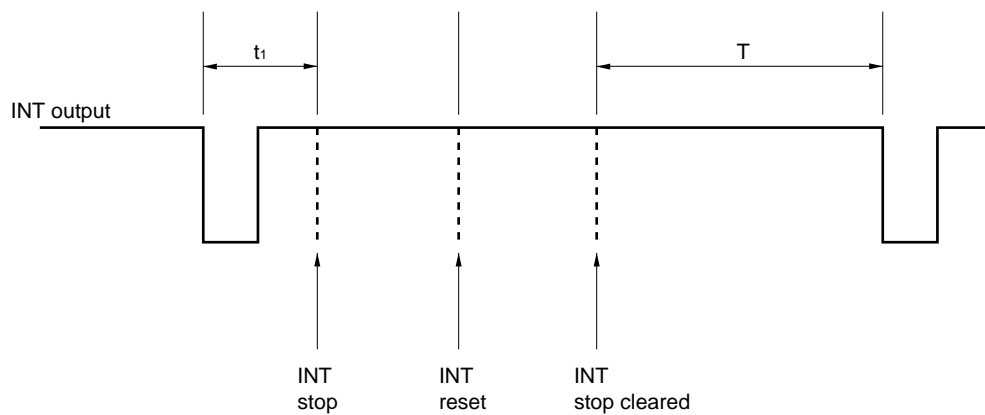 t₁
T
INT output
INT
stop
INT
reset
INT
stop cleared